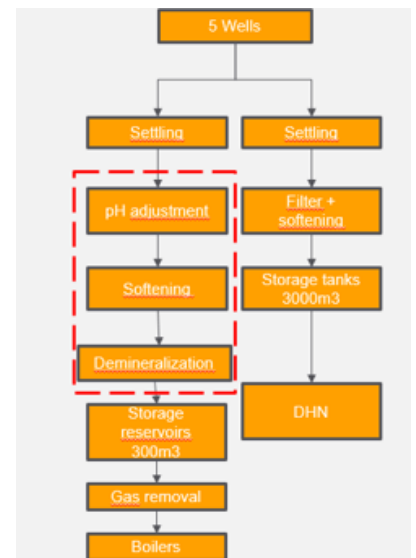 5 Wells
Settling
Settling
pH adjustment
Filter +
softening
Softening
Storage tanks
3000m3
Demineralization
Storage
reservoirs
300m3
DHN
Gas removal
Boilers